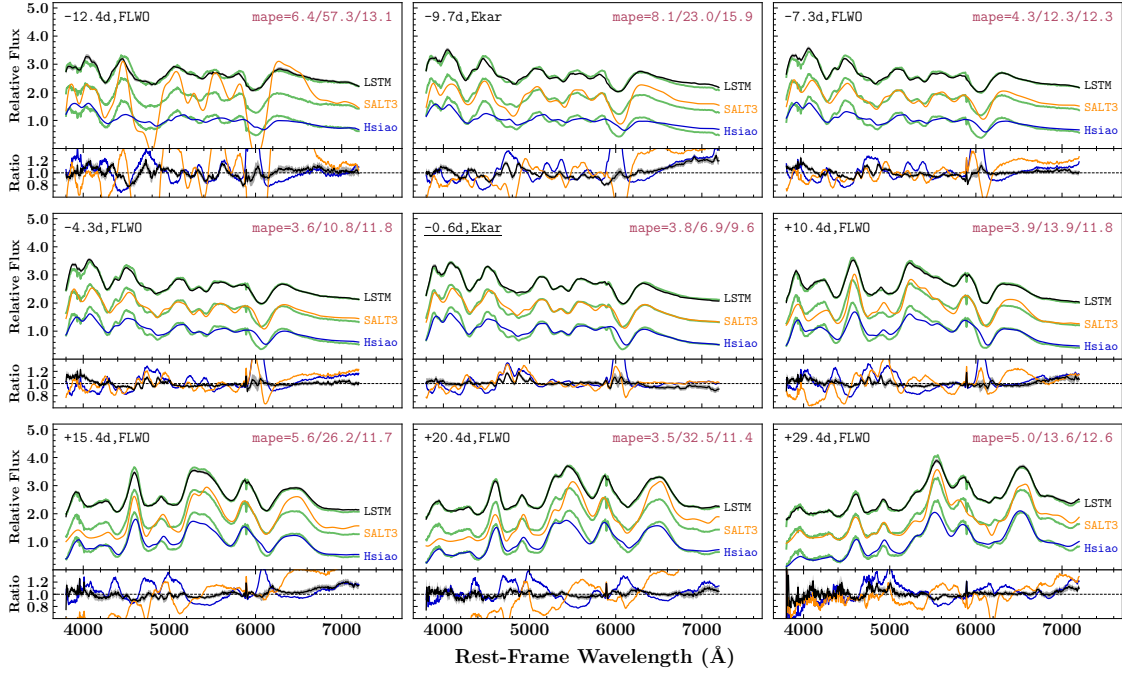 -12.4d,FLWO mape=6.4/57.3/13.1
-9.7d,Ekar mape=8.1/23.0/15.9
-7.3d,FLWO mape=4.3/12.3/12.3
5.0
4.0
3.0
2.0
1.0
Relative Flux
LSTM
SALT3
Hsiao
LSTM
SALT3
Hsiao
LSTM
SALT3
Hsiao
1.2
1.0
0.8
Ratio
-4.3d,FLWO mape=3.6/10.8/11.8
-0.6d,Ekar mape=3.8/6.9/9.6
+10.4d,FLWO mape=3.9/13.9/11.8
5.0
4.0
3.0
2.0
1.0
Relative Flux
LSTM
SALT3
Hsiao
LSTM
SALT3
Hsiao
LSTM
SALT3
Hsiao
1.2
1.0
0.8
Ratio
+15.4d,FLWO mape=5.6/26.2/11.7
+20.4d,FLWO mape=3.5/32.5/11.4
+29.4d,FLWO mape=5.0/13.6/12.6
5.0
4.0
3.0
2.0
1.0
Relative Flux
LSTM
SALT3
Hsiao
LSTM
SALT3
Hsiao
LSTM
SALT3
Hsiao
1.2
1.0
0.8
Ratio
4000 5000 6000 7000
4000 5000 6000 7000
4000 5000 6000 7000
Rest-Frame Wavelength (Å)